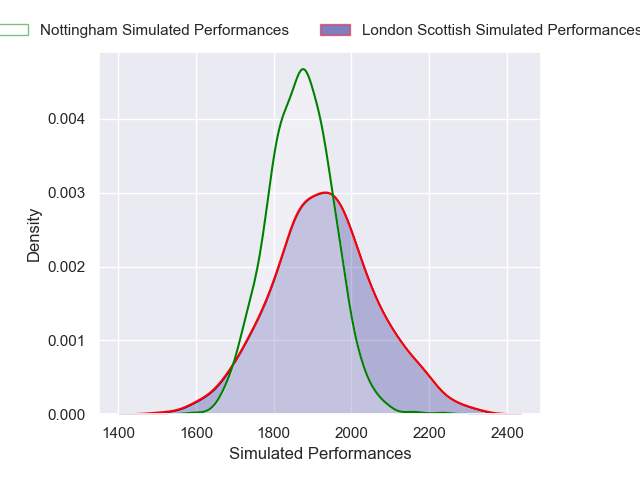 Nottingham Simulated Performances
London Scottish Simulated Performances
0.004
0.003
0.002
0.001
0.000
Density
1400 1600 1800 2000 2200 2400
Simulated Performances